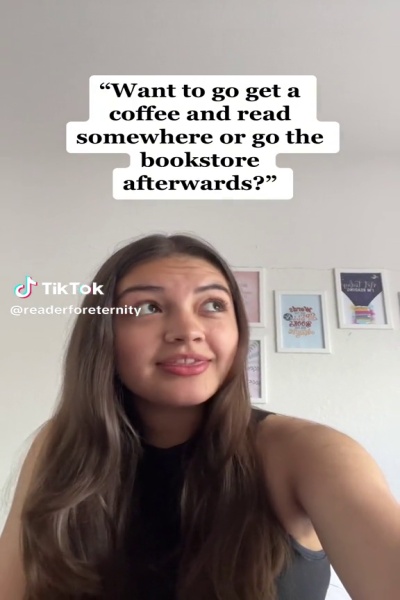 “Want to go get a
coffee and read
somewhere or go the
bookstore
afterwards?”
TikTok
@readerforeternity